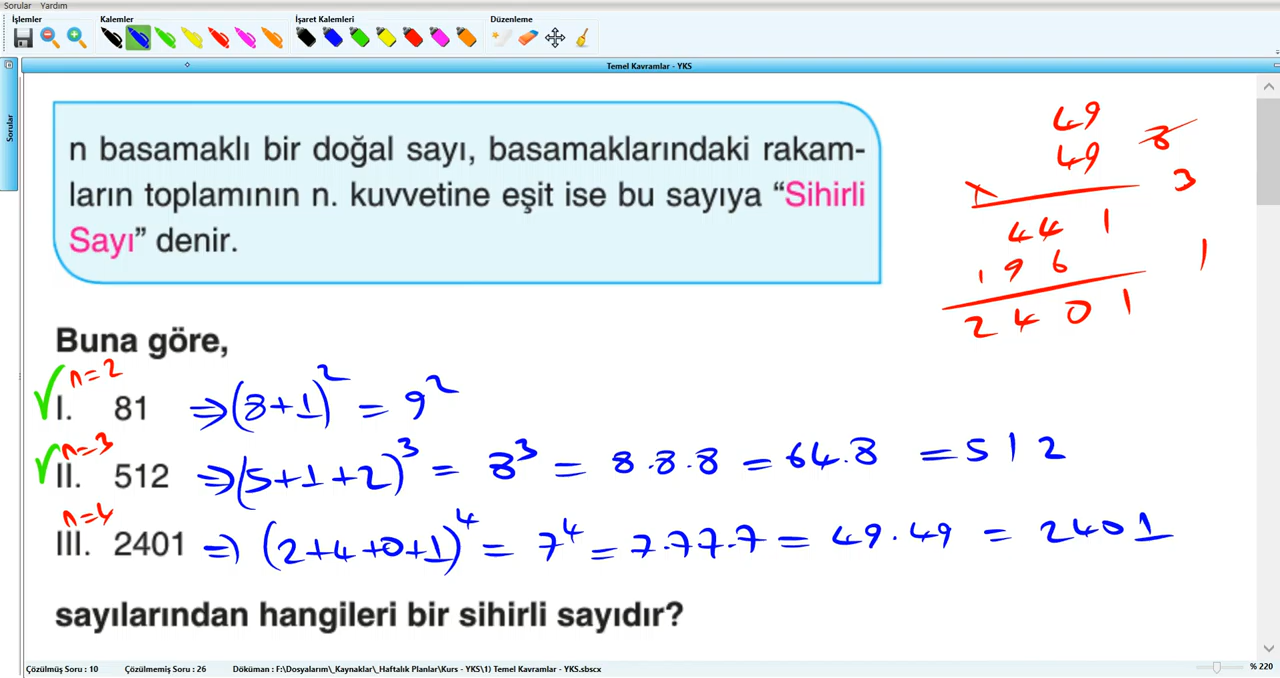 Sorular Yardım
İşlemler Kalemler İşaret Kalemleri Düzenleme
Temel Kavramlar - YKS
Sorular
n basamaklı bir doğal sayı, basamaklarındaki rakam-
ların toplamının n. kuvvetine eşit ise bu sayıya “Sihirli
Sayı” denir.
49
49 8
x 3
441
196 1
2401
Buna göre,
n=2
I. 81 ⇒(8+1)² = 9²
n=3
II. 512 ⇒(5+1+2)³ = 8³ = 8.8.8 = 64.8 = 512
n=4
III. 2401 ⇒ (2+4+0+1)⁴ = 7⁴ = 7.77.7 = 49.49 = 2401
sayılarından hangileri bir sihirli sayıdır?
Çözülmüş Soru : 10 Çözülmemiş Soru : 26 Döküman : F:\Dosyalarım\_Kaynaklar\_Haftalık Planlar\Kurs - YKS\1) Temel Kavramlar - YKS.sbscx % 220